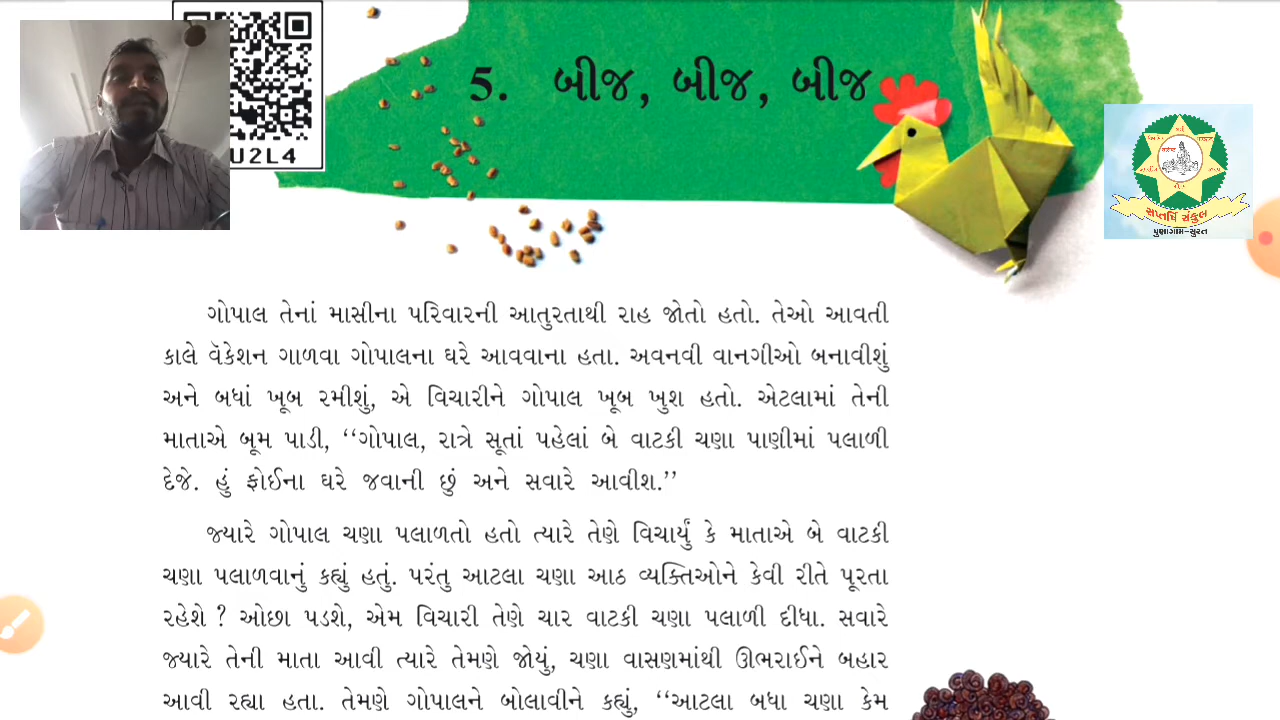 U2L4
5. બીજ, બીજ, બીજ
સપ્તર્ષિ સંકુલ
પુણાગામ-સુરત
ગોપાલ તેનાં માસીના પરિવારની આતુરતાથી રાહ જોતો હતો. તેઓ આવતી
કાલે વૅકેશન ગાળવા ગોપાલના ઘરે આવવાના હતા. અવનવી વાનગીઓ બનાવીશું
અને બધાં ખૂબ રમીશું, એ વિચારીને ગોપાલ ખૂબ ખુશ હતો. એટલામાં તેની
માતાએ બૂમ પાડી, ‘‘ગોપાલ, રાત્રે સૂતાં પહેલાં બે વાટકી ચણા પાણીમાં પલાળી
દેજે. હું ફોઈના ઘરે જવાની છું અને સવારે આવીશ.’’
જ્યારે ગોપાલ ચણા પલાળતો હતો ત્યારે તેણે વિચાર્યું કે માતાએ બે વાટકી
ચણા પલાળવાનું કહ્યું હતું. પરંતુ આટલા ચણા આઠ વ્યક્તિઓને કેવી રીતે પૂરતા
રહેશે ? ઓછા પડશે, એમ વિચારી તેણે ચાર વાટકી ચણા પલાળી દીધા. સવારે
જ્યારે તેની માતા આવી ત્યારે તેમણે જોયું, ચણા વાસણમાંથી ઊભરાઈને બહાર
આવી રહ્યા હતા. તેમણે ગોપાલને બોલાવીને કહ્યું, ‘‘આટલા બધા ચણા કેમ